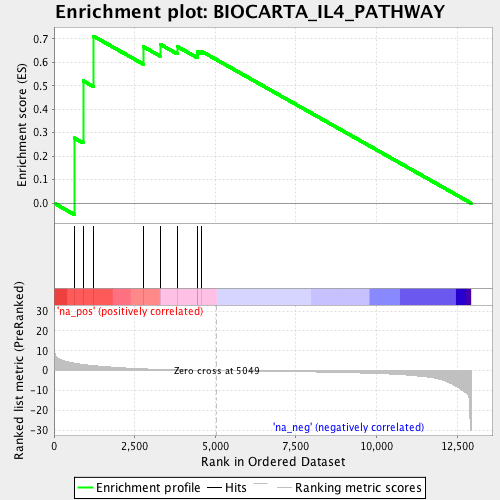 Enrichment plot: BIOCARTA_IL4_PATHWAY
Enrichment score (ES)
0.7
0.6
0.5
0.4
0.3
0.2
0.1
0.0
'na_pos' (positively correlated)
Ranked list metric (PreRanked)
30
20
10
0
-10
-20
-30
Zero cross at 5049
'na_neg' (negatively correlated)
0 2,500 5,000 7,500 10,000 12,500
Rank in Ordered Dataset
Enrichment profile Hits Ranking metric scores